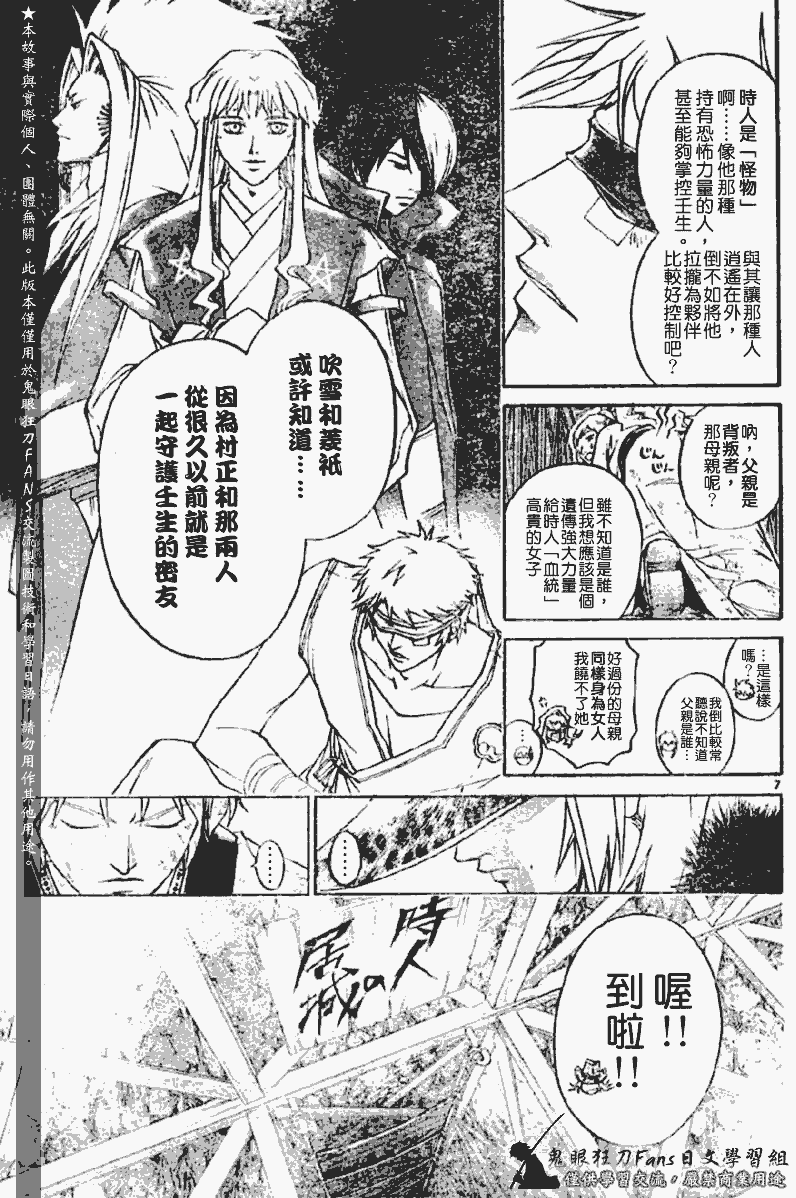 時人是「怪物」
啊……像他那種
持有恐怖力量的人，
甚至能夠掌控壬生。
與其讓那種人
逍遙在外，
倒不如將他
拉攏為夥伴
比較好控制吧？
吶，父親是
背叛者，
那母親呢？
じんじん
じん
雖不知道是誰，
但我想應該是個
遺傳強大力量
給時人「血統」
高貴的女子
…是這樣
嗎？
我倒比較常
聽說不知道
父親是誰…
好過份的母親
同樣身為女人
我饒不了她
…
7
吹雪和菱祇
或許知道……
因為村正和那兩人
從很久以前就是
一起守護壬生的密友
……
……
喔!!
到啦!!
時人
の
居城
★本故事與實際個人、團體無關。此版本僅僅用於鬼眼狂刀FANS交流製圖技術和學習日語，請勿用作其他用途。
鬼眼狂刀Fans日文學習組
僅供學習交流，嚴禁商業用途